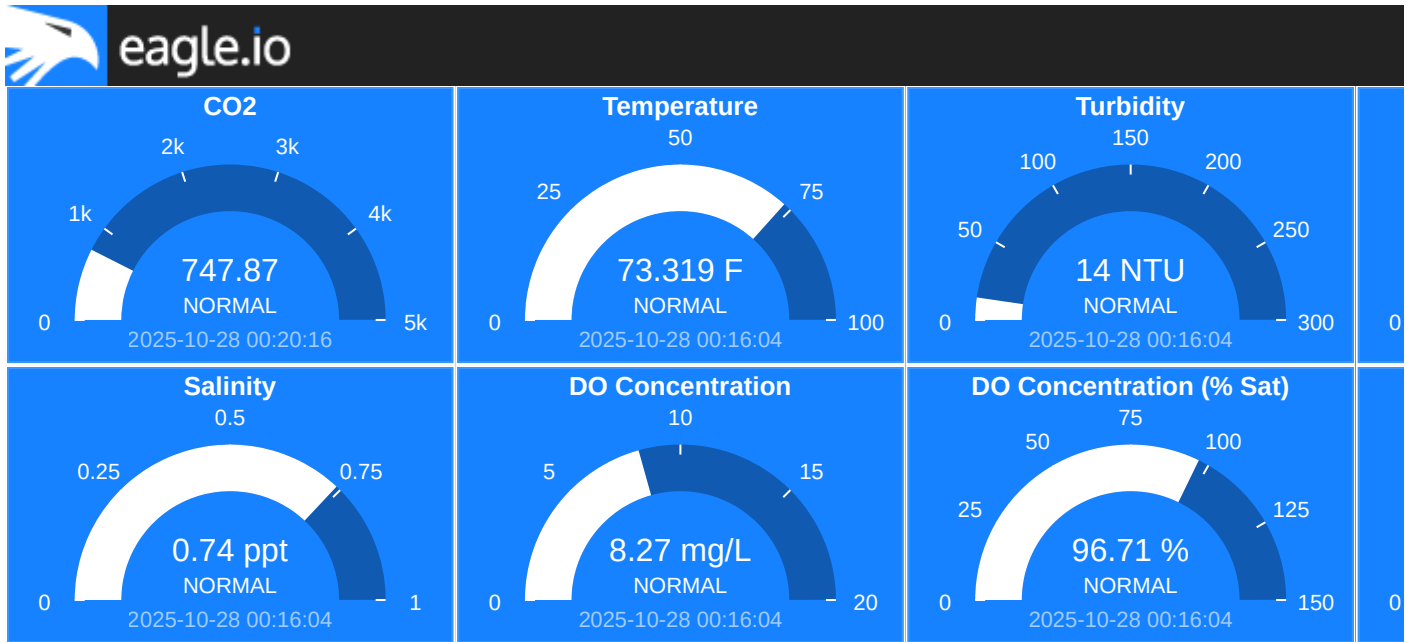 eagle.io
CO2
2k
3k
1k
4k
747.87
NORMAL
0
5k
2025-10-28 00:20:16
Temperature
50
25
75
73.319 F
NORMAL
0
100
2025-10-28 00:16:04
Turbidity
150
100
200
50
250
14 NTU
NORMAL
0
300
2025-10-28 00:16:04
0
Salinity
0.5
0.25
0.75
0.74 ppt
NORMAL
0
1
2025-10-28 00:16:04
DO Concentration
10
5
15
8.27 mg/L
NORMAL
0
20
2025-10-28 00:16:04
DO Concentration (% Sat)
75
50
100
25
125
96.71 %
NORMAL
0
150
2025-10-28 00:16:04
0